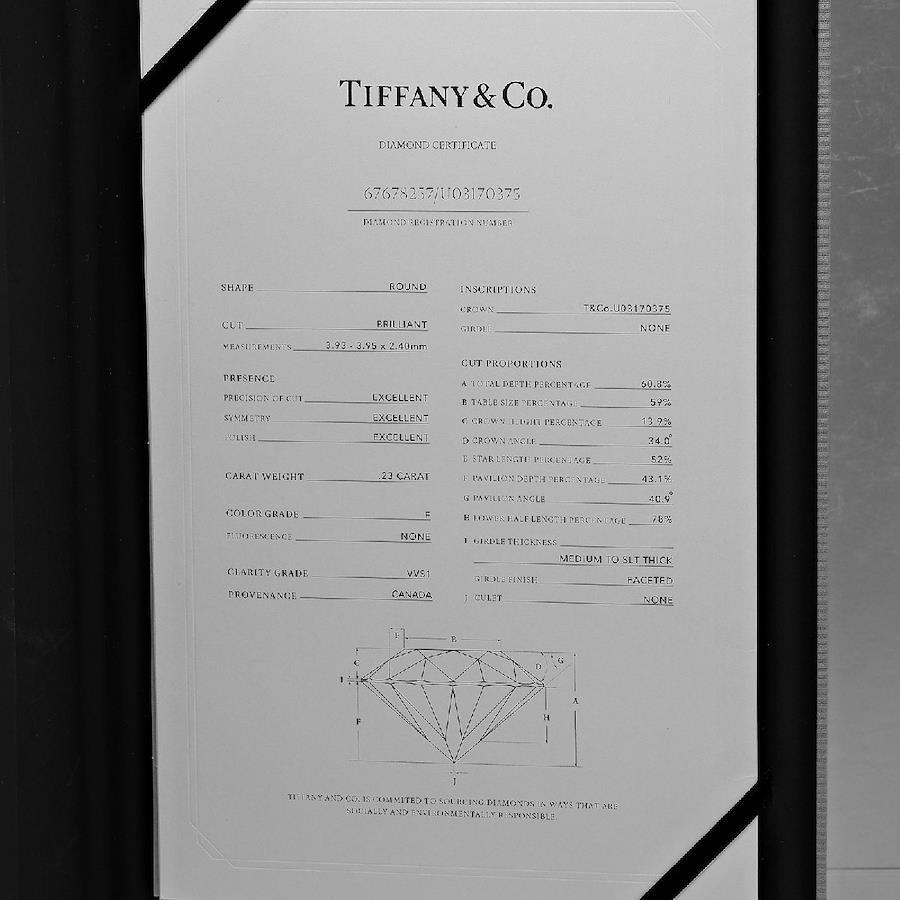 TIFFANY & CO.
DIAMOND CERTIFICATE
67678257/U03170375
DIAMOND REGISTRATION NUMBER
SHAPE ROUND
CUT BRILLIANT
MEASUREMENTS 3.93 - 3.95 x 2.40mm
PRESENCE
PRECISION OF CUT EXCELLENT
SYMMETRY EXCELLENT
POLISH EXCELLENT
CARAT WEIGHT .23 CARAT
COLOR GRADE F
FLUORESCENCE NONE
CLARITY GRADE VVS1
PROVENANCE CANADA
INSCRIPTIONS
CROWN T&Co.U03170375
GIRDLE NONE
CUT PROPORTIONS
A TOTAL DEPTH PERCENTAGE 60.8%
B TABLE SIZE PERCENTAGE 59%
C CROWN HEIGHT PERCENTAGE 13.9%
D CROWN ANGLE 34.0°
E STAR LENGTH PERCENTAGE 52%
F PAVILION DEPTH PERCENTAGE 43.1%
G PAVILION ANGLE 40.9°
H LOWER HALF LENGTH PERCENTAGE 78%
I GIRDLE THICKNESS
MEDIUM TO SLT THICK
GIRDLE FINISH FACETED
J CULET NONE
E B
C D G
I A
F H
J
TIFFANY AND CO. IS COMMITED TO SOURCING DIAMONDS IN WAYS THAT ARE
SOCIALLY AND ENVIRONMENTALLY RESPONSIBLE.